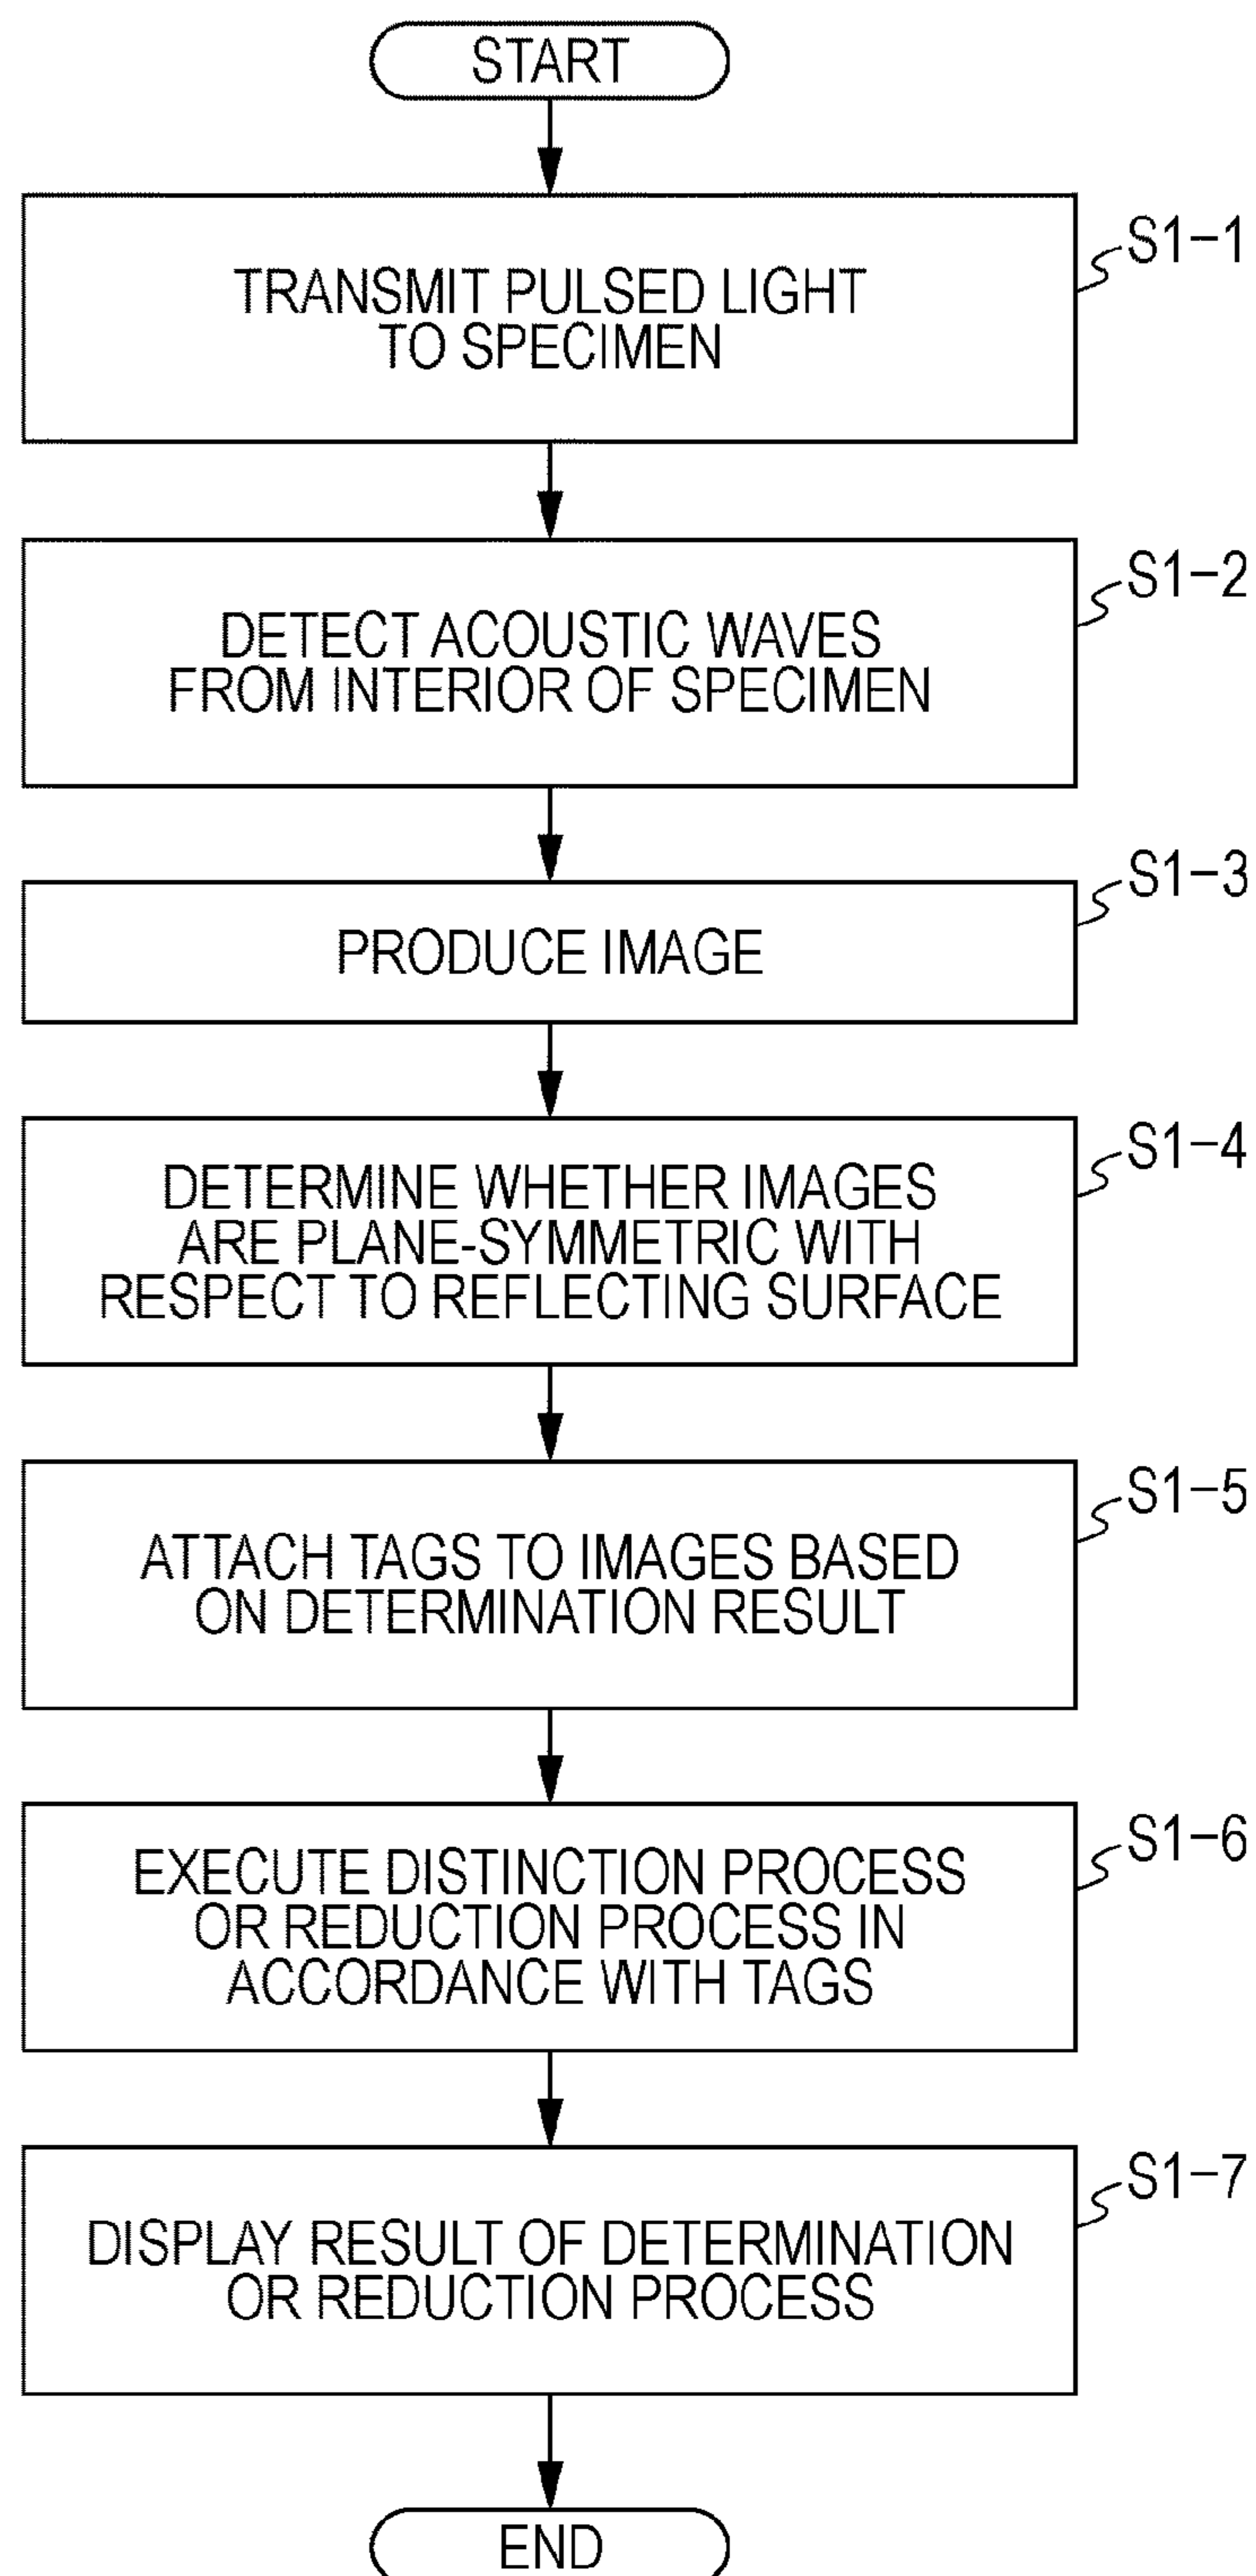 START
S1-1
TRANSMIT PULSED LIGHT
TO SPECIMEN
S1-2
DETECT ACOUSTIC WAVES
FROM INTERIOR OF SPECIMEN
S1-3
PRODUCE IMAGE
S1-4
DETERMINE WHETHER IMAGES
ARE PLANE-SYMMETRIC WITH
RESPECT TO REFLECTING SURFACE
S1-5
ATTACH TAGS TO IMAGES BASED
ON DETERMINATION RESULT
S1-6
EXECUTE DISTINCTION PROCESS
OR REDUCTION PROCESS IN
ACCORDANCE WITH TAGS
S1-7
DISPLAY RESULT OF DETERMINATION
OR REDUCTION PROCESS
END